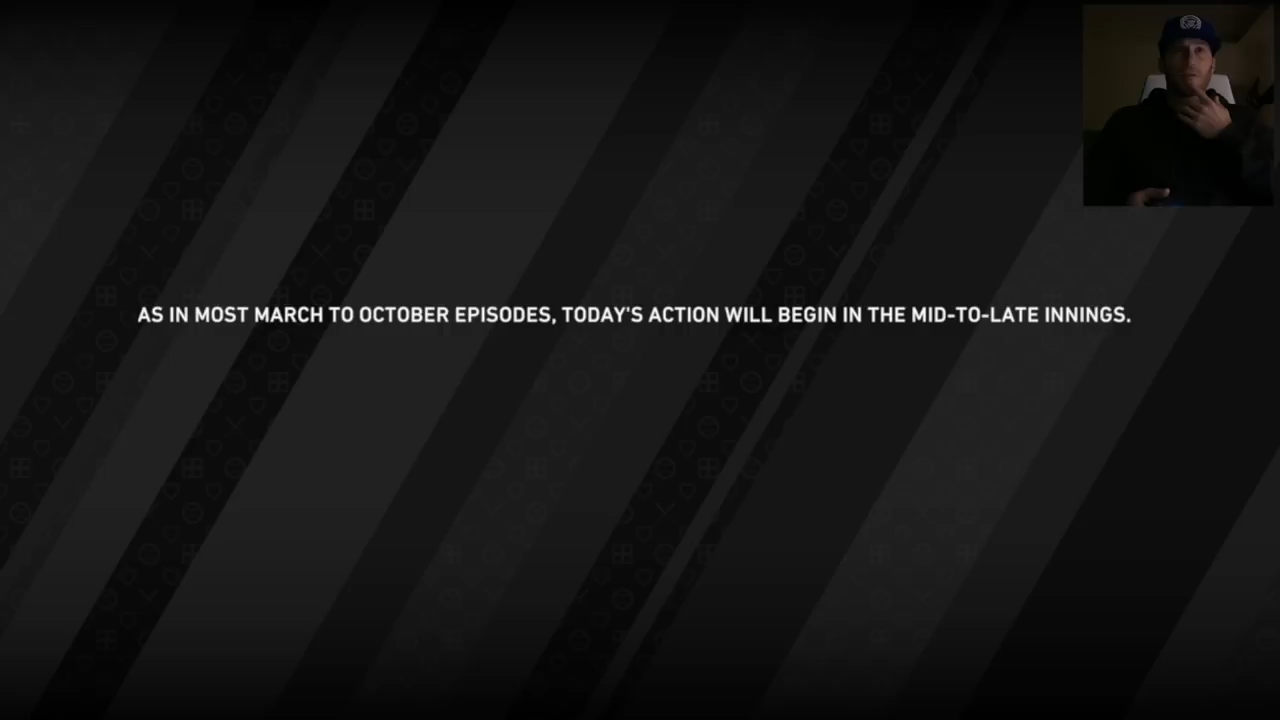 AS IN MOST MARCH TO OCTOBER EPISODES, TODAY'S ACTION WILL BEGIN IN THE MID-TO-LATE INNINGS.